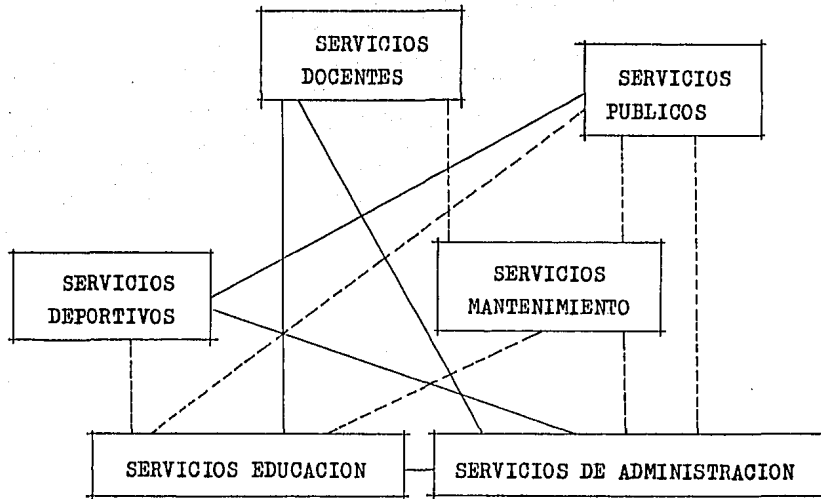 SERVICIOS
DOCENTES
SERVICIOS
PUBLICOS
SERVICIOS
DEPORTIVOS
SERVICIOS
MANTENIMIENTO
SERVICIOS EDUCACION
SERVICIOS DE ADMINISTRACION